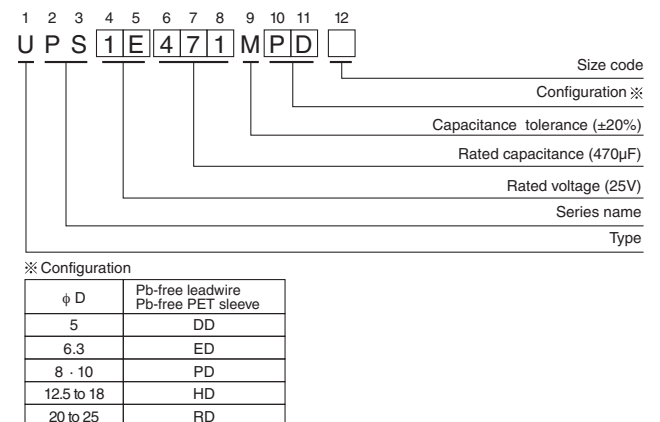 1 2 3 4 5 6 7 8 9 10 11 12
U P S 1 E 4 7 1 M P D
Size code
Configuration ※
Capacitance tolerance (±20%)
Rated capacitance (470µF)
Rated voltage (25V)
Series name
Type
※ Configuration
ϕ D
Pb-free leadwire
Pb-free PET sleeve
5 DD
6.3 ED
8 · 10 PD
12.5 to 18 HD
20 to 25 RD